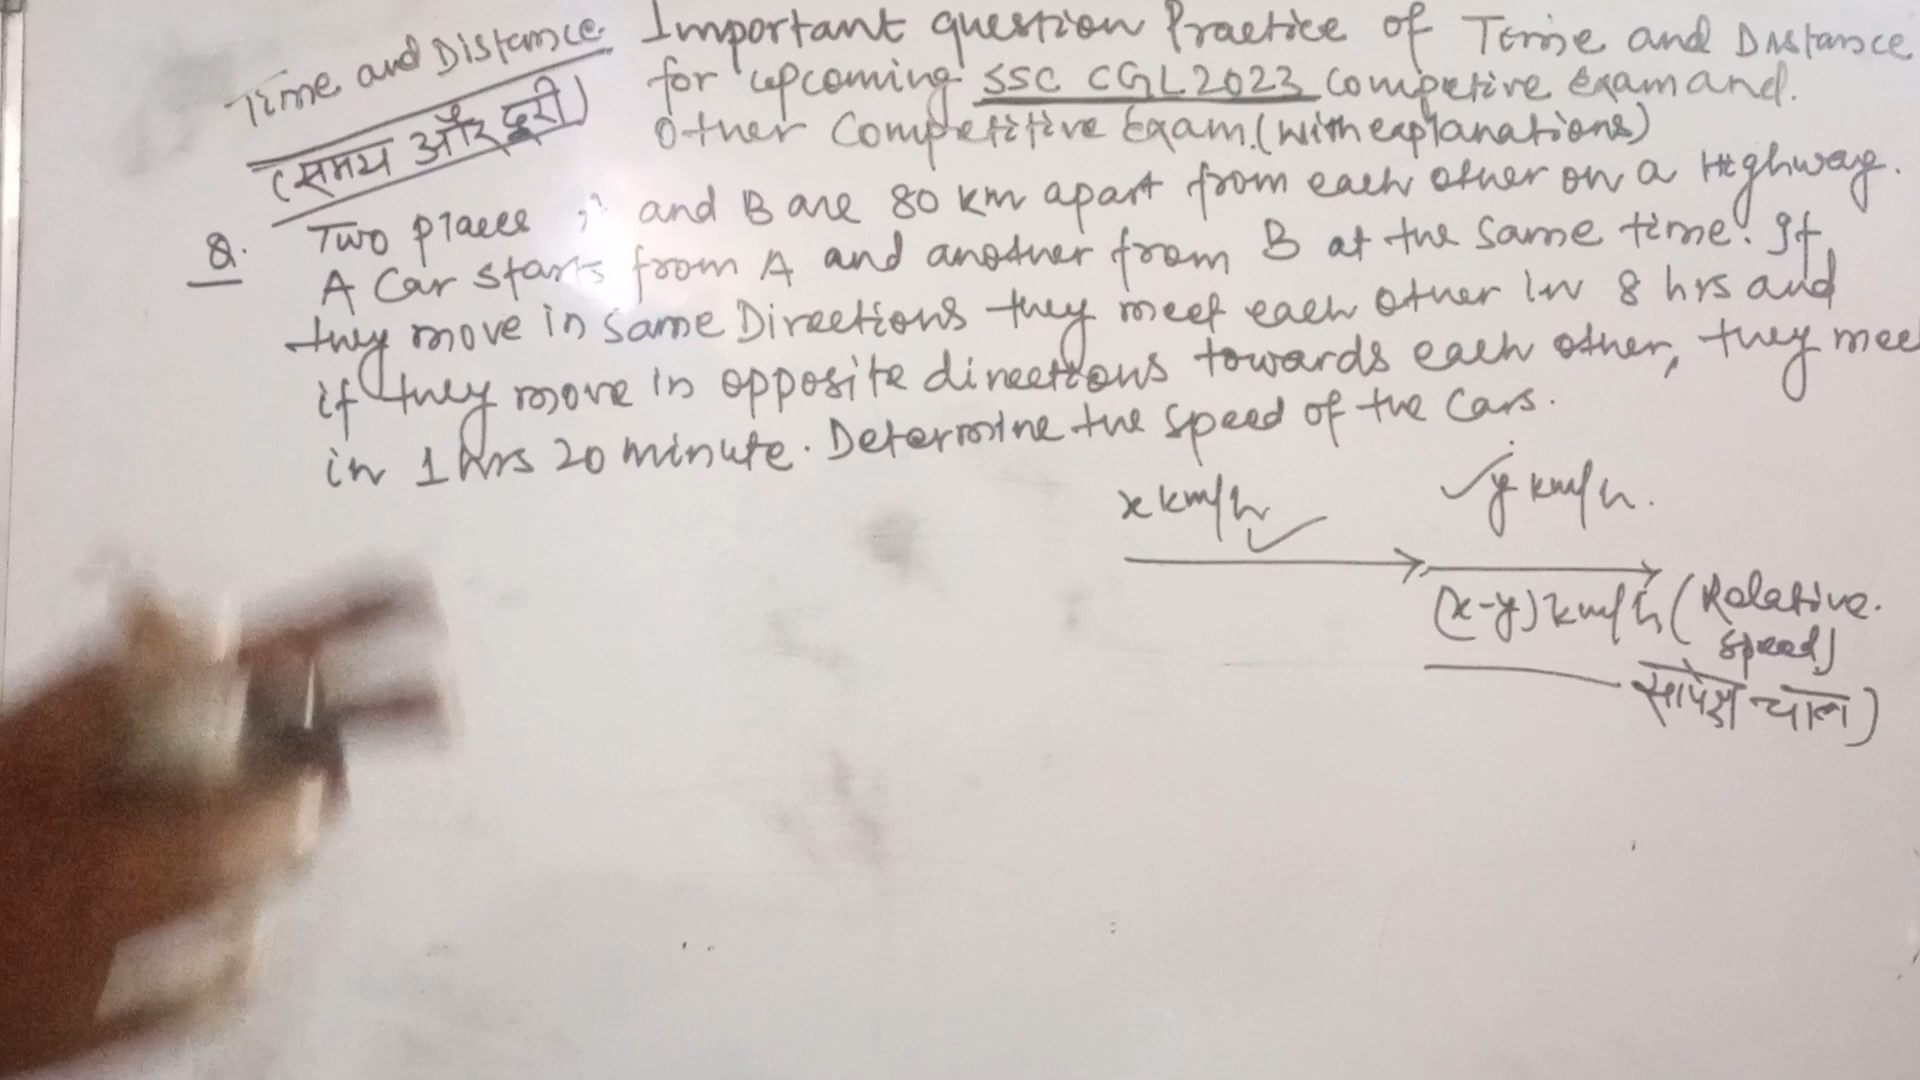 Time and Distance
(समय और दूरी)
Important question Practice of Time and Distance
for upcoming SSC CGL2023 Competive Exam and.
Other Competitive Exam.(with explanations)
Q. Two places and B are 80 km apart from each other on a Highway.
A Car starts from A and another from B at the same time. If
they move in same Directions they meet each other in 8 hrs and
if they move in opposite directions towards each other, they mee
in 1 hrs 20 minute. Determine the speed of the Cars.
x km/h
y km/h.
(x-y) km/h (Relative.
speed)
सापेक्ष चाल)